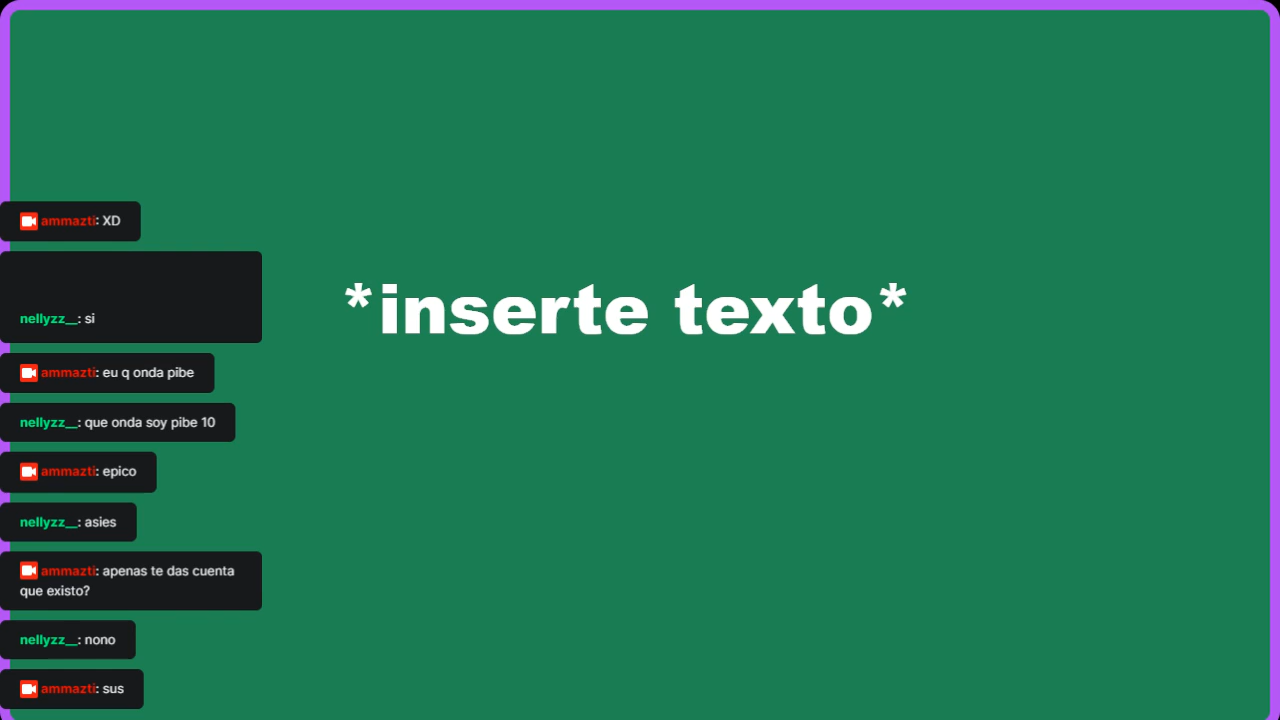 ammazti: XD
nellyzz__: si
*inserte texto*
ammazti: eu q onda pibe
nellyzz__: que onda soy pibe 10
ammazti: epico
nellyzz__: asies
ammazti: apenas te das cuenta
que existo?
nellyzz__: nono
ammazti: sus